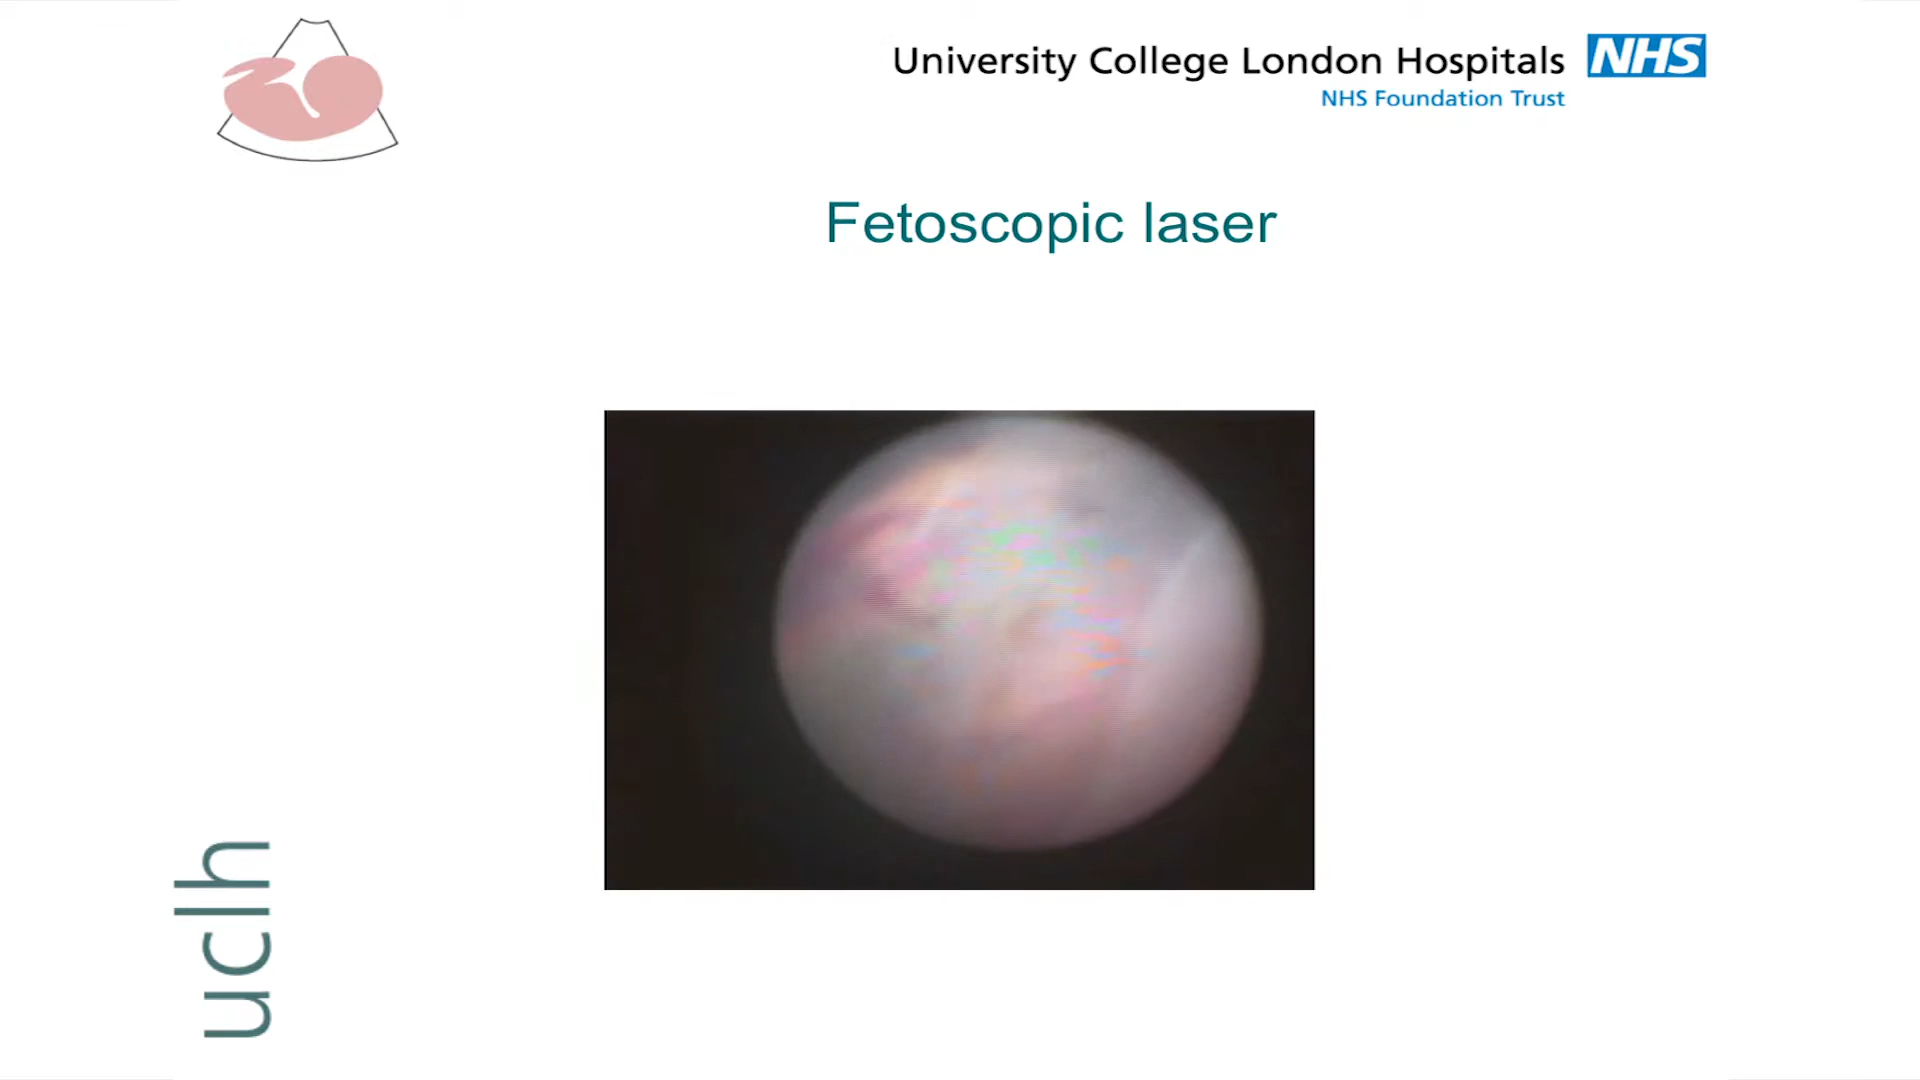 University College London Hospitals NHS
NHS Foundation Trust
Fetoscopic laser
uclh